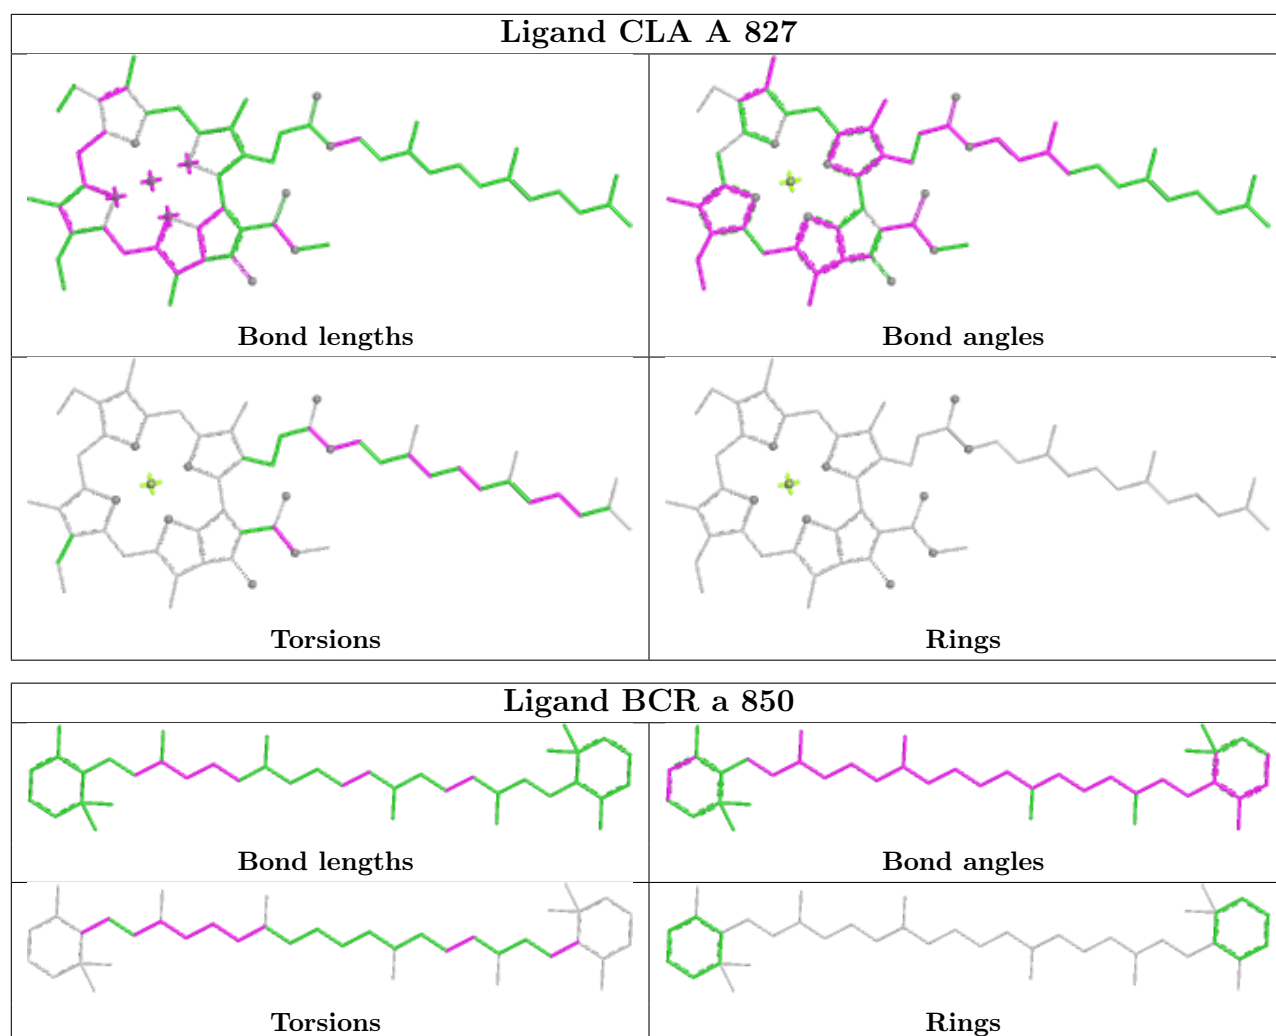 Ligand CLA A 827
Bond lengths
Bond angles
Torsions
Rings
Ligand BCR a 850
Bond lengths
Bond angles
Torsions
Rings